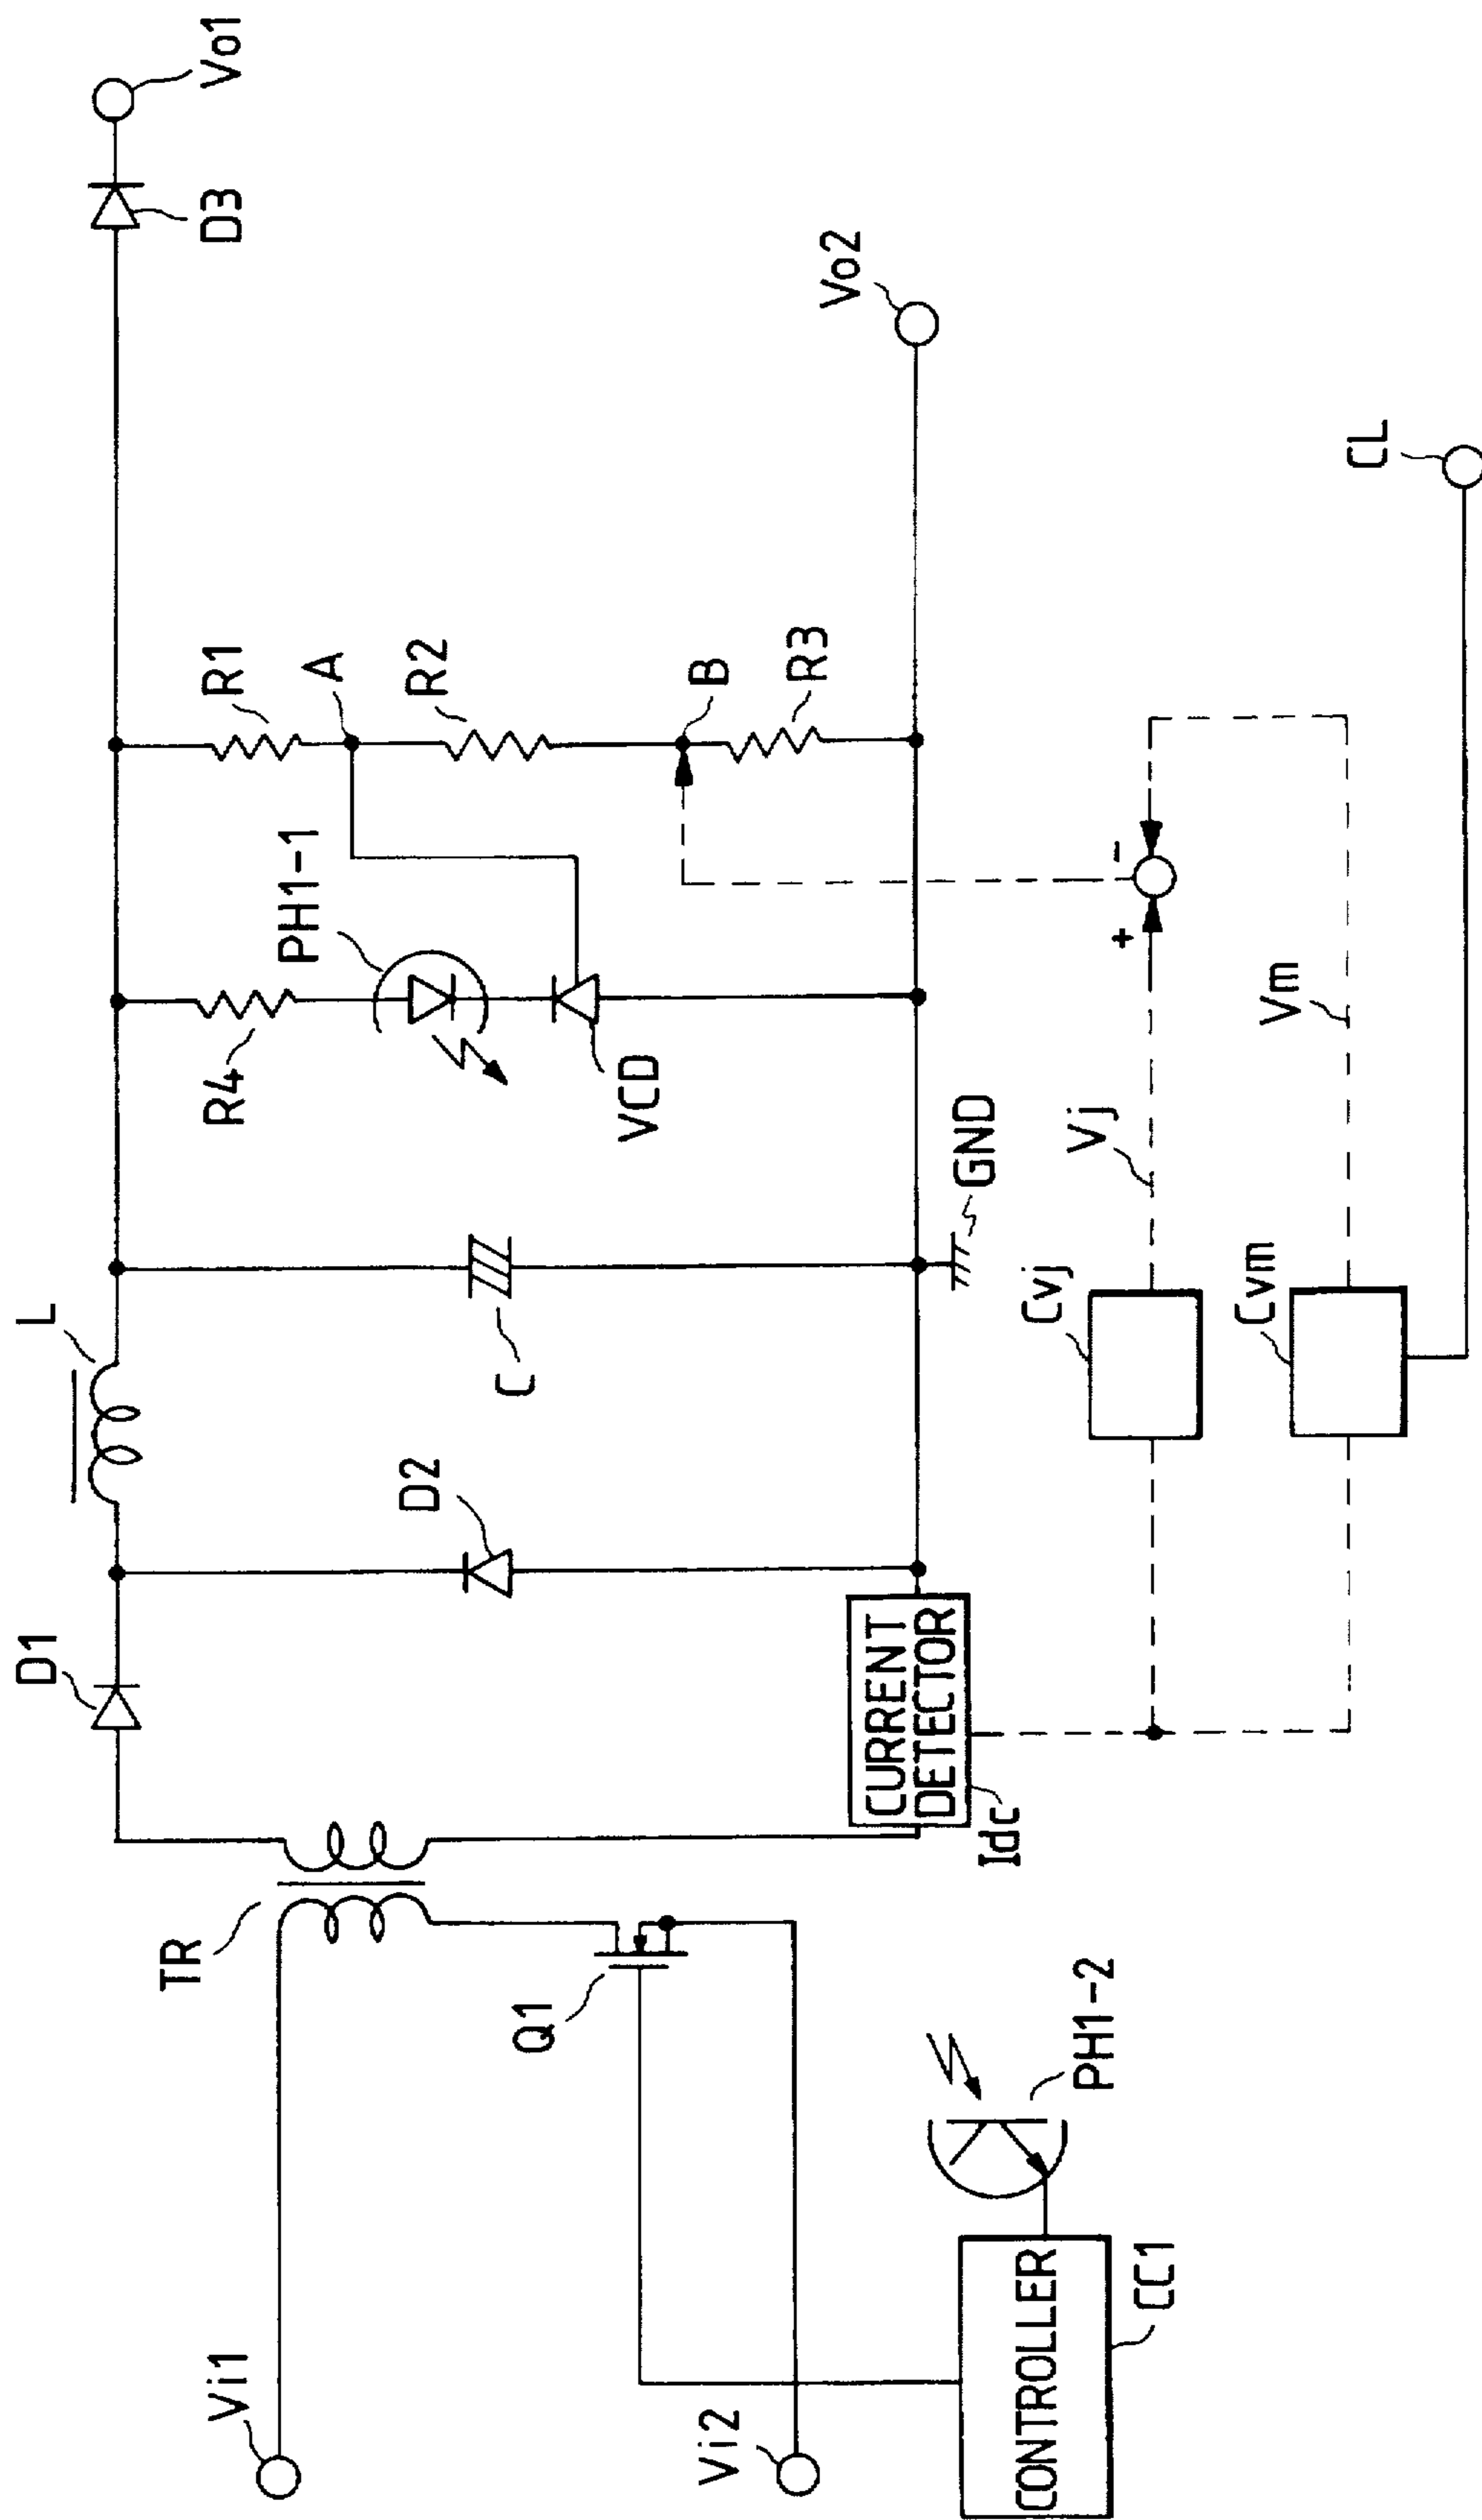 Vi1
Vi2
TR
Q1
CONTROLLER
CC1
PH1-2
D1
L
D2
C
CURRENT
DETECTOR
Idc
GND
R4
PH1-1
VCD
R1
A
R2
B
R3
D3
Vo1
Vo2
Cvj
Vj
+
-
Cvm
Vm
CL